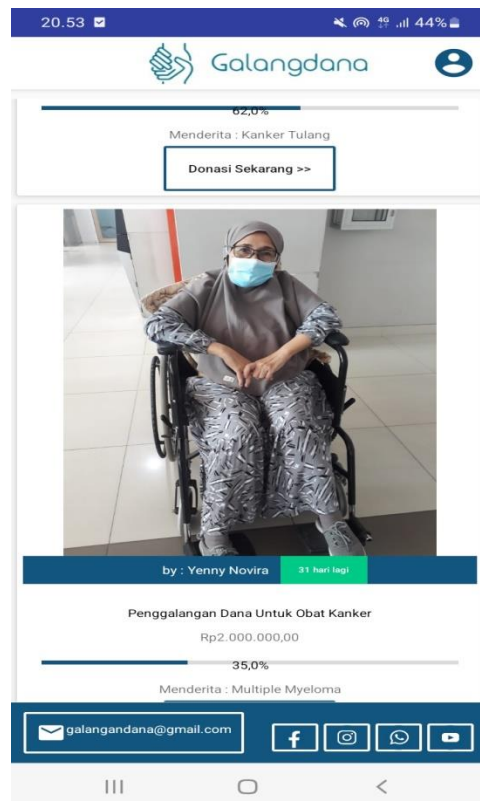 20.53 4G 44%
Galangdana
62,0%
Menderita : Kanker Tulang
Donasi Sekarang >>
by : Yenny Novira 31 hari lagi
Penggalangan Dana Untuk Obat Kanker
Rp2.000.000,00
35,0%
Menderita : Multiple Myeloma
galangandana@gmail.com